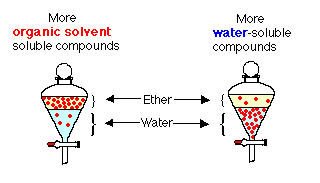 More
organic solvent
soluble compounds
More
water-soluble
compounds
Ether
Water